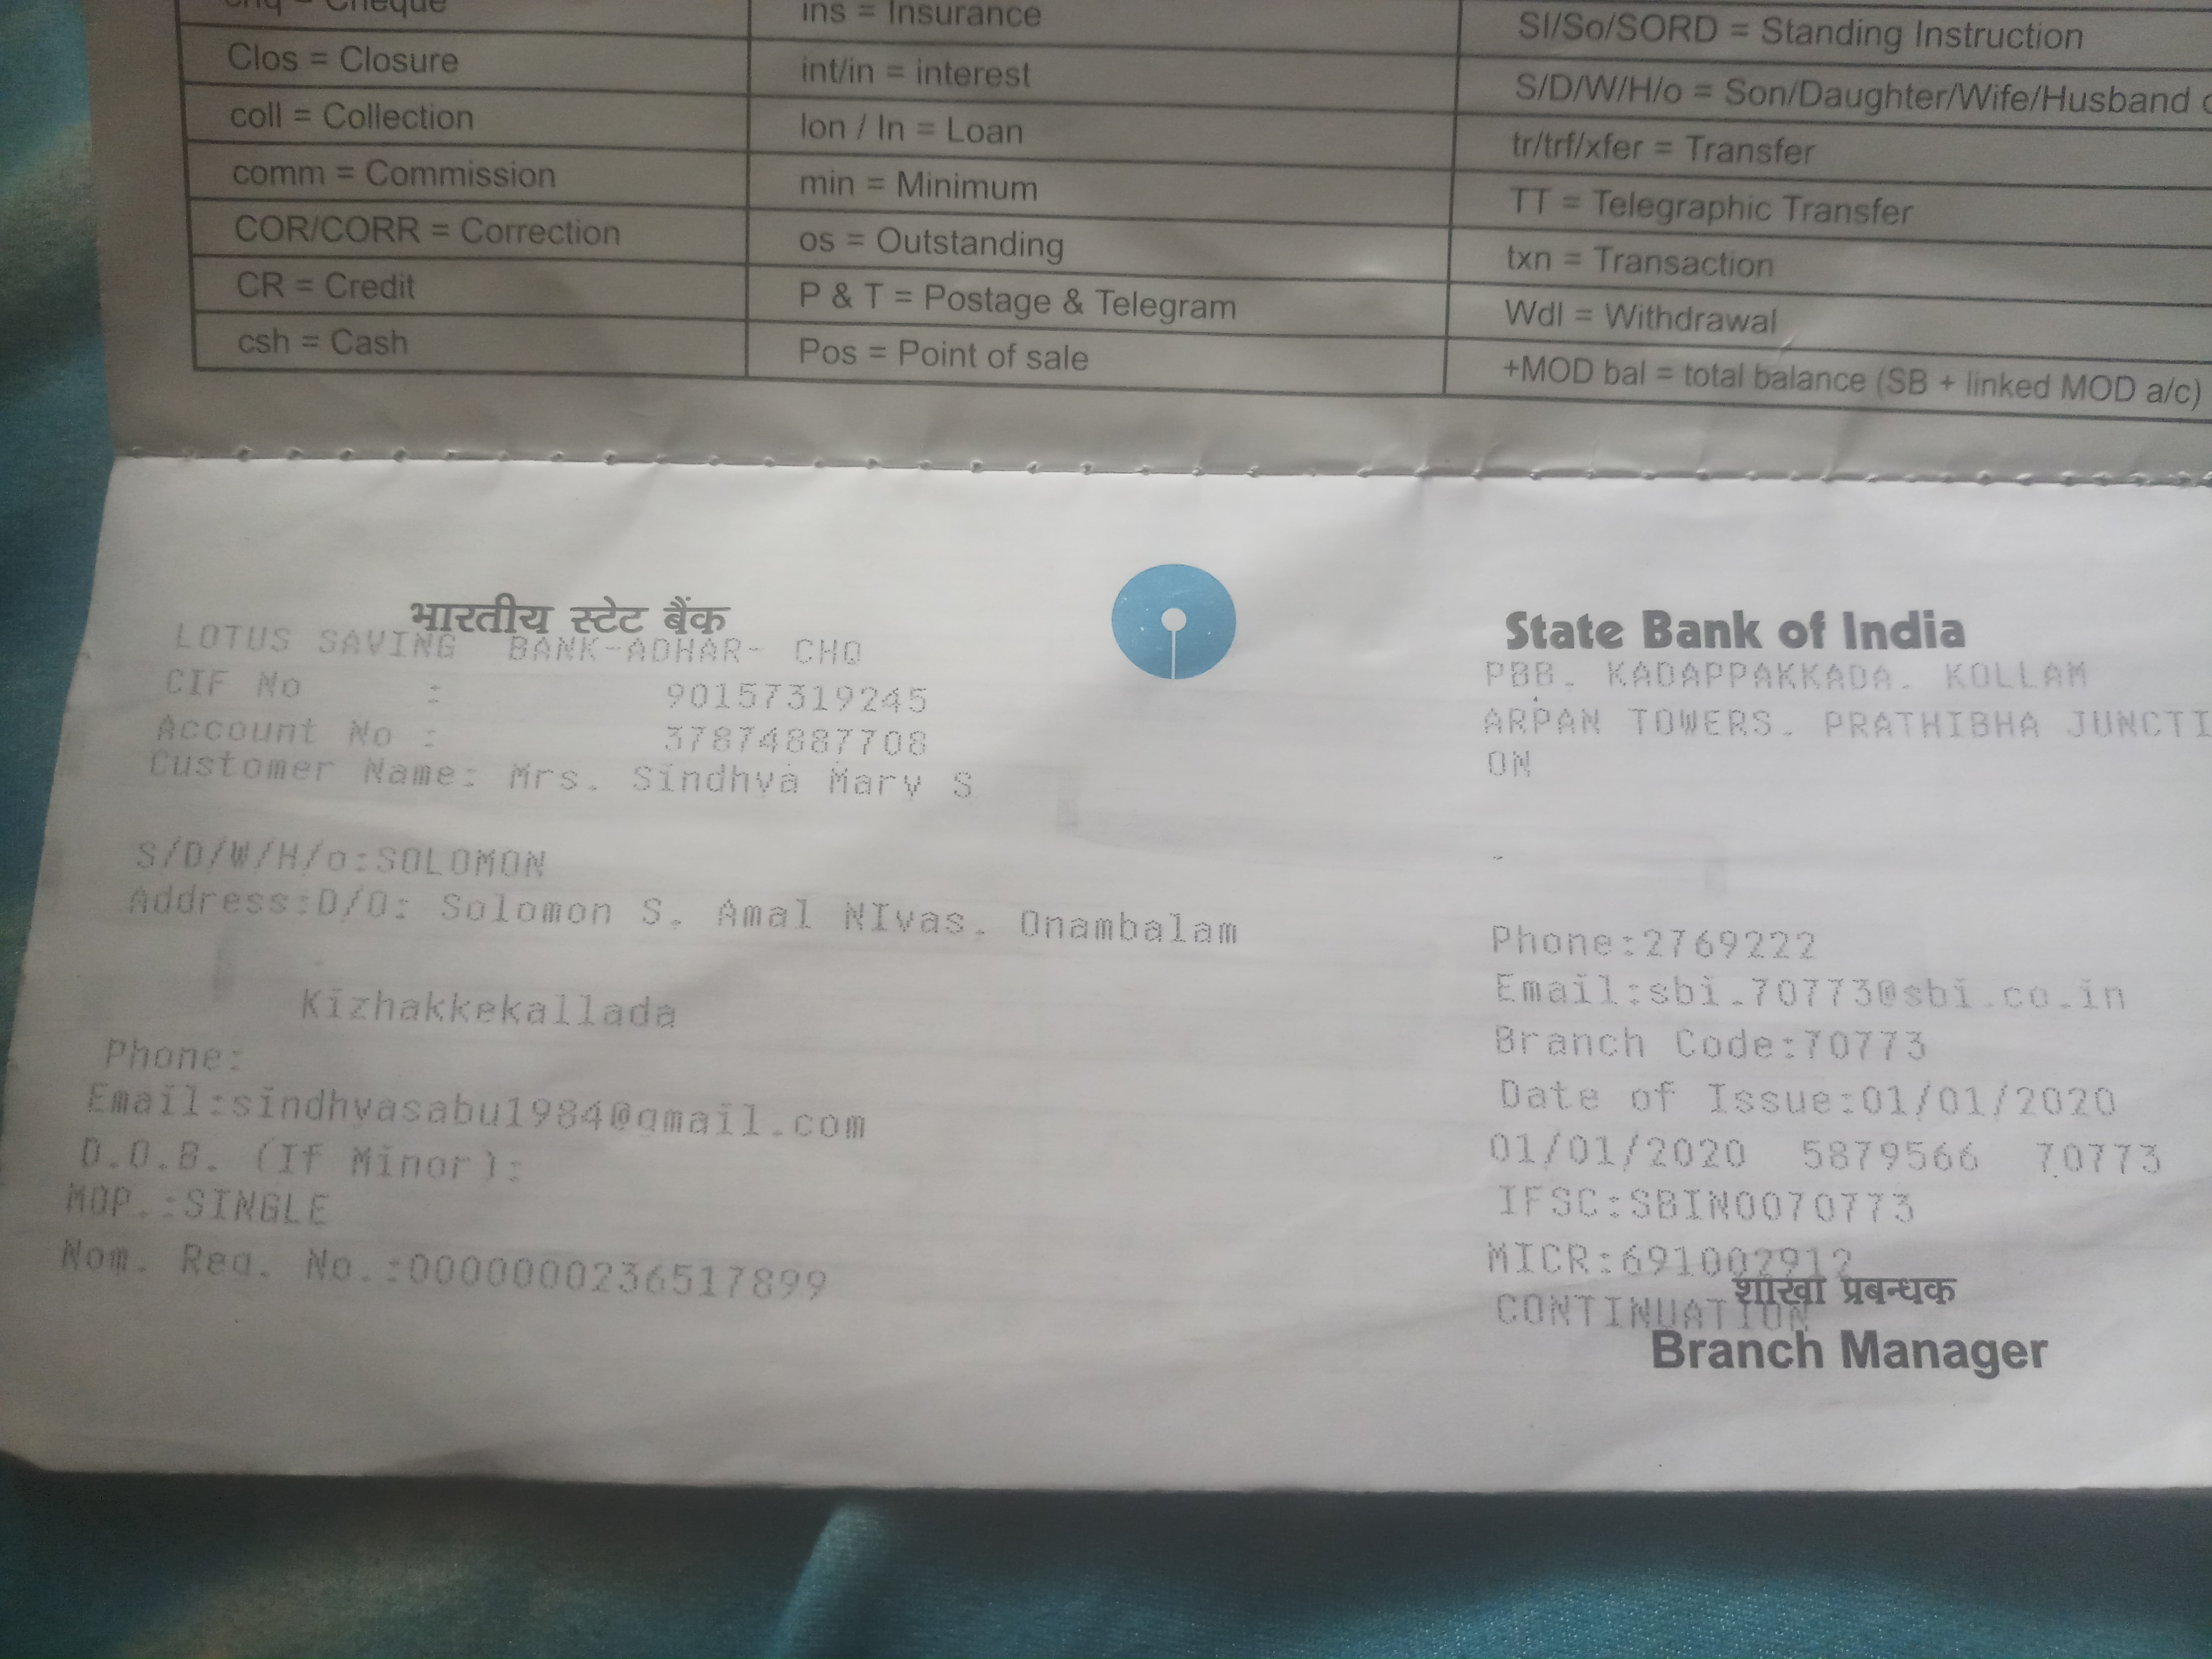 Clos = Closure
coll = Collection
comm = Commission
COR/CORR = Correction
CR = Credit
csh = Cash
ins = Insurance
int/in = interest
lon / ln = Loan
min = Minimum
os = Outstanding
P & T = Postage & Telegram
Pos = Point of sale
SI/So/SORD = Standing Instruction
S/D/W/H/o = Son/Daughter/Wife/Husband
tr/trf/xfer = Transfer
TT = Telegraphic Transfer
txn = Transaction
Wdl = Withdrawal
+MOD bal = total balance (SB + linked MOD a/c)
भारतीय स्टेट बैंक
LOTUS SAVING BANK-ADHAR- CHQ
CIF No : 90157319245
Account No : 37874887708
Customer Name: Mrs. Sindhya Mary S
S/D/W/H/o:SOLOMON
Address:D/O: Solomon S, Amal NIvas, Onambalam
Kizhakkekallada
Phone:
Email:sindhyasabu1984@gmail.com
D.O.B. (If Minor):
MOP.:SINGLE
Nom. Reg. No.:00000000236517899
State Bank of India
PBB, KADAPPAKKADA, KOLLAM
ARPAN TOWERS, PRATHIBHA JUNCTI
ON
Phone:2769222
Email:sbi.70773@sbi.co.in
Branch Code:70773
Date of Issue:01/01/2020
01/01/2020 5879566 70773
IFSC:SBIN0070773
MICR:691002912
CONTINUATION
शाखा प्रबन्धक
Branch Manager